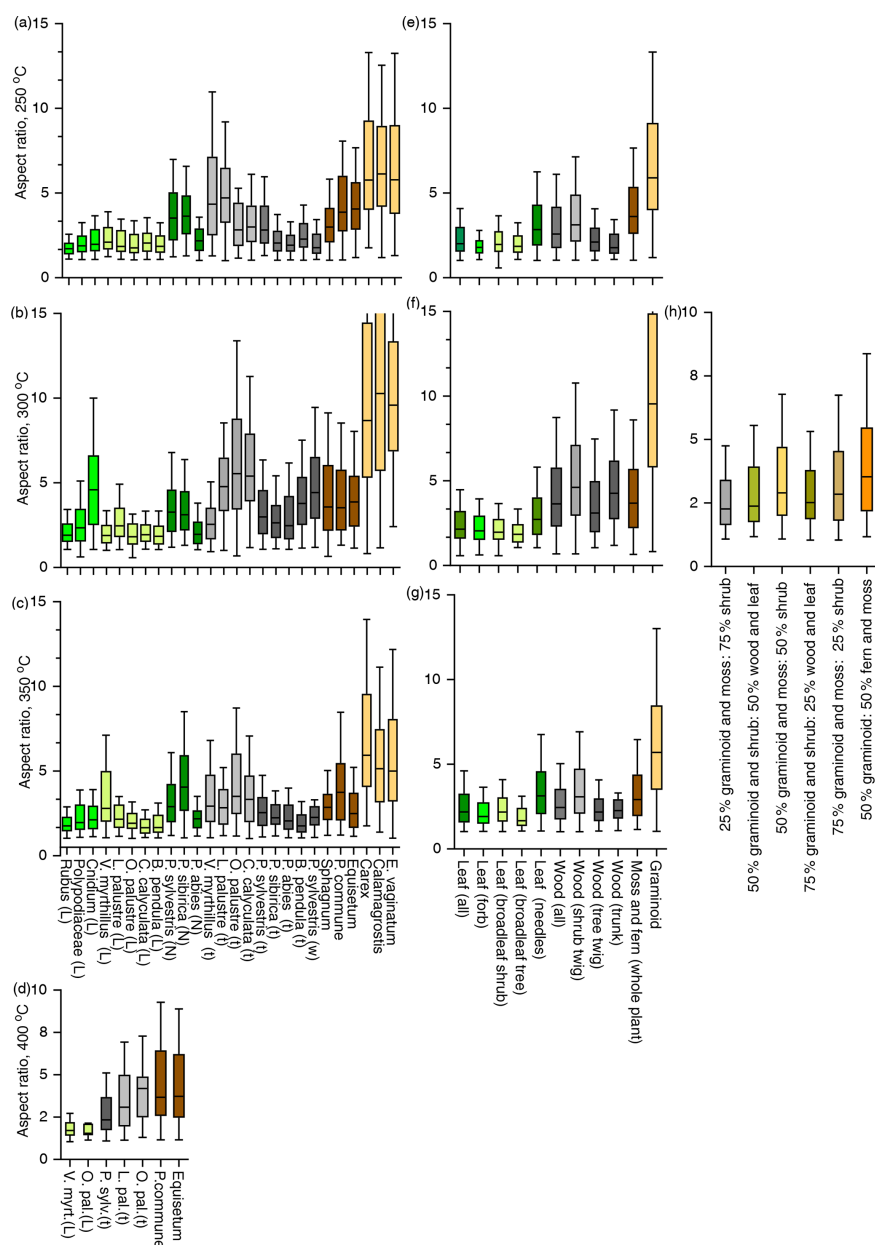 (a)
15
10
5
0
Aspect ratio, 250 °C
(e)
15
10
5
0
(b)
15
10
5
0
Aspect ratio, 300 °C
(f)
15
10
5
0
(h)
10
8
5
2
0
25 % graminoid and moss: 75 % shrub
50 % graminoid and shrub: 50 % wood and leaf
50 % graminoid and moss: 50 % shrub
75 % graminoid and shrub: 25 % wood and leaf
75 % graminoid and moss: 25 % shrub
50 % graminoid: 50 % fern and moss
(c)
15
10
5
0
Aspect ratio, 350 °C
Rubus (L)
Polypodiaceae (L)
Cnidium (L)
V. myrthilius (L)
L. palustre (L)
O. palustre (L)
C. calyculata (L)
B. pendula (L)
P. sylvestris (N)
P. sibirica (N)
P. abies (N)
V. myrthilius (t)
L. palustre (t)
O. palustre (t)
C. calyculata (t)
P. sylvestris (t)
P. sibirica (t)
P. abies (t)
B. pendula (t)
P. sylvestris (w)
Sphagnum
P. commune
Equisetum
Carex
Calamagrostis
E. vaginatum
(g)
15
10
5
0
Leaf (all)
Leaf (forb)
Leaf (broadleaf shrub)
Leaf (broadleaf tree)
Leaf (needles)
Wood (all)
Wood (shrub twig)
Wood (tree twig)
Wood (trunk)
Moss and fern (whole plant)
Graminoid
(d)
10
8
5
2
0
Aspect ratio, 400 °C
V. myrt.(L)
O. pal.(L)
P. sylv.(t)
L. pal.(t)
O. pal.(t)
P.commune
Equisetum